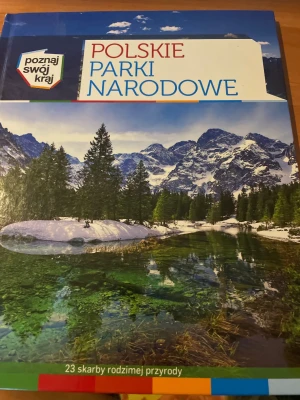 poznaj
swój
kraj
POLSKIE
PARKI
NARODOWE
23 skarby rodzimej przyrody